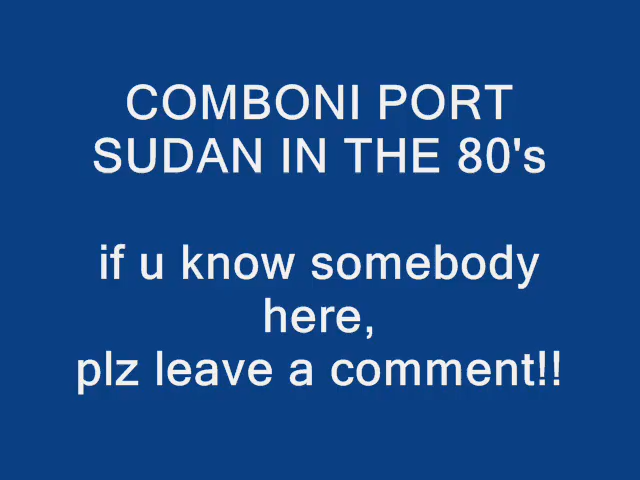 COMBONI PORT
SUDAN IN THE 80's
if u know somebody
here,
plz leave a comment!!